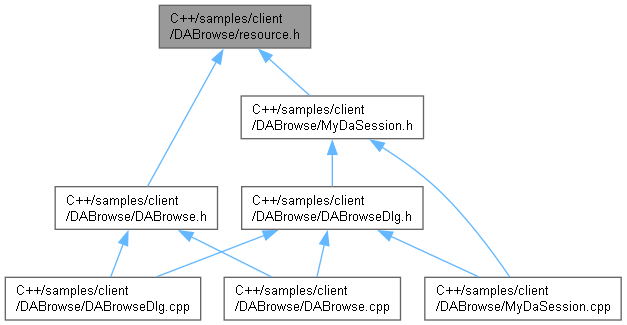 C++/samples/client
/DABrowse/resource.h
C++/samples/client
/DABrowse/MyDaSession.h
C++/samples/client
/DABrowse/DABrowse.h
C++/samples/client
/DABrowse/DABrowseDlg.h
C++/samples/client
/DABrowse/DABrowseDlg.cpp
C++/samples/client
/DABrowse/DABrowse.cpp
C++/samples/client
/DABrowse/MyDaSession.cpp